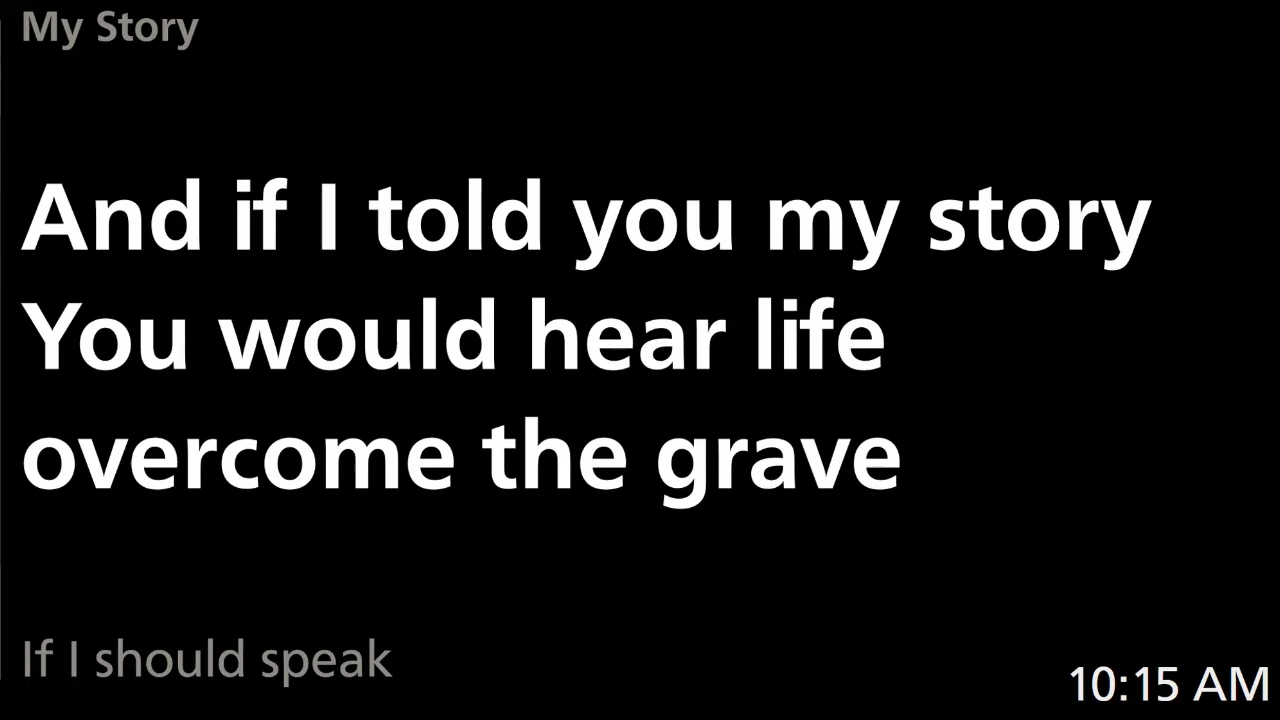 My Story
And if I told you my story
You would hear life
overcome the grave
If I should speak
10:15 AM